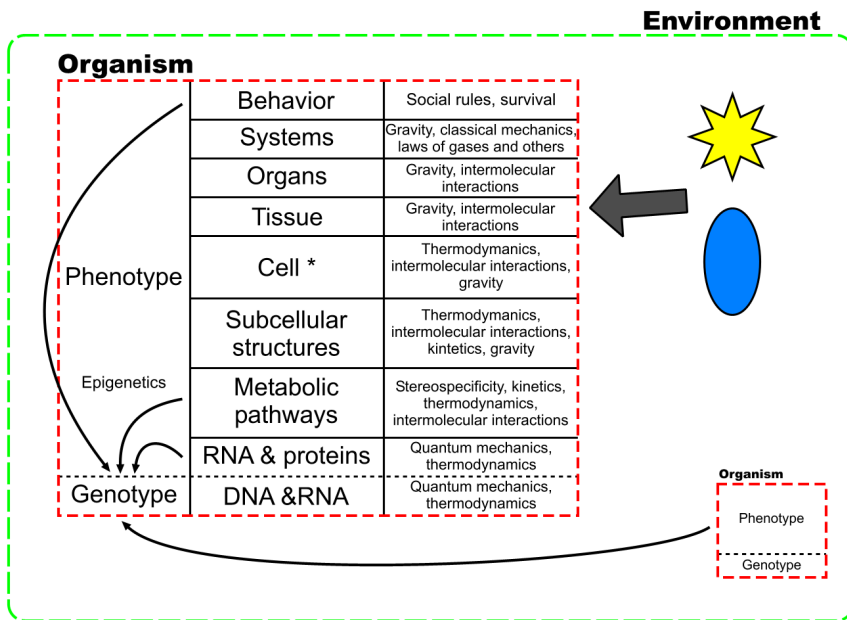 Environment
Organism
Behavior
Social rules, survival
Systems
Gravity, classical mechanics,
laws of gases and others
Organs
Gravity, intermolecular
interactions
Tissue
Gravity, intermolecular
interactions
Phenotype
Cell *
Thermodymanics,
intermolecular interactions,
gravity
Subcellular
structures
Thermodymanics,
intermolecular interactions,
kintetics, gravity
Epigenetics
Metabolic
pathways
Stereospecificity, kinetics,
thermodynamics,
intermolecular interactions
RNA & proteins
Quantum mechanics,
thermodynamics
Genotype
DNA &RNA
Quantum mechanics,
thermodynamics
Organism
Phenotype
Genotype